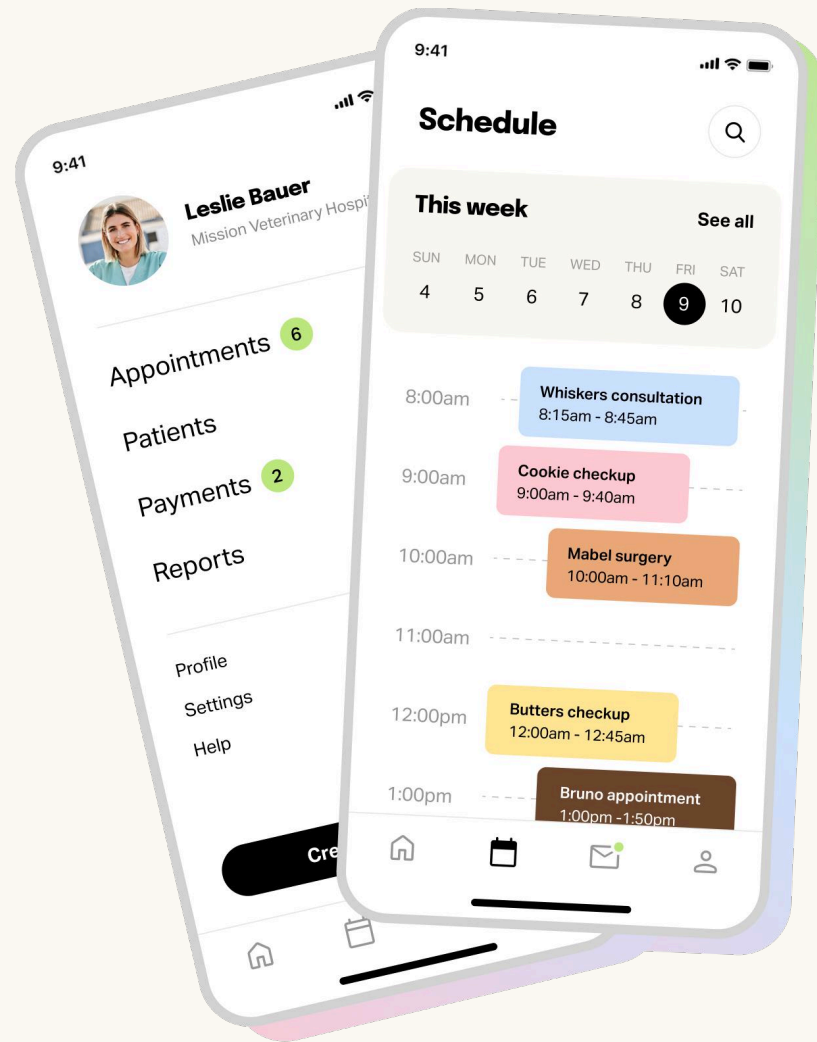 9:41
Leslie Bauer
Mission Veterinary
Appointments 6
Patients
Payments 2
Reports
Profile
Settings
Help
9:41
Schedule
This week
See all
SUN MON TUE WED THU FRI SAT
4 5 6 7 8 9 10
8:00am
Whiskers consultation
8:15am - 8:45am
9:00am
Cookie checkup
9:00am - 9:40am
10:00am
Mabel surgery
10:00am - 11:10am
11:00am
12:00pm
Butters checkup
12:00am - 12:45am
1:00pm
Bruno appointment
1:00pm -1:50pm